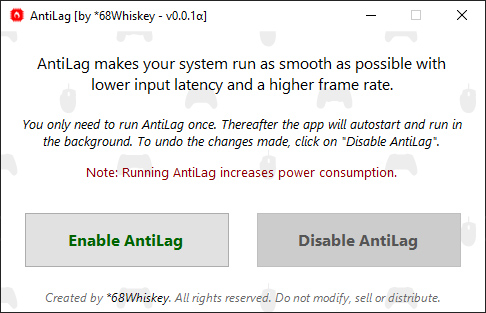 AntiLag [by *68Whiskey - v0.0.1α]
AntiLag makes your system run as smooth as possible with
lower input latency and a higher frame rate.
You only need to run AntiLag once. Thereafter the app will autostart and run in
the background. To undo the changes made, click on "Disable AntiLag".
Note: Running AntiLag increases power consumption.
Enable AntiLag
Disable AntiLag
Created by *68Whiskey. All rights reserved. Do not modify, sell or distribute.